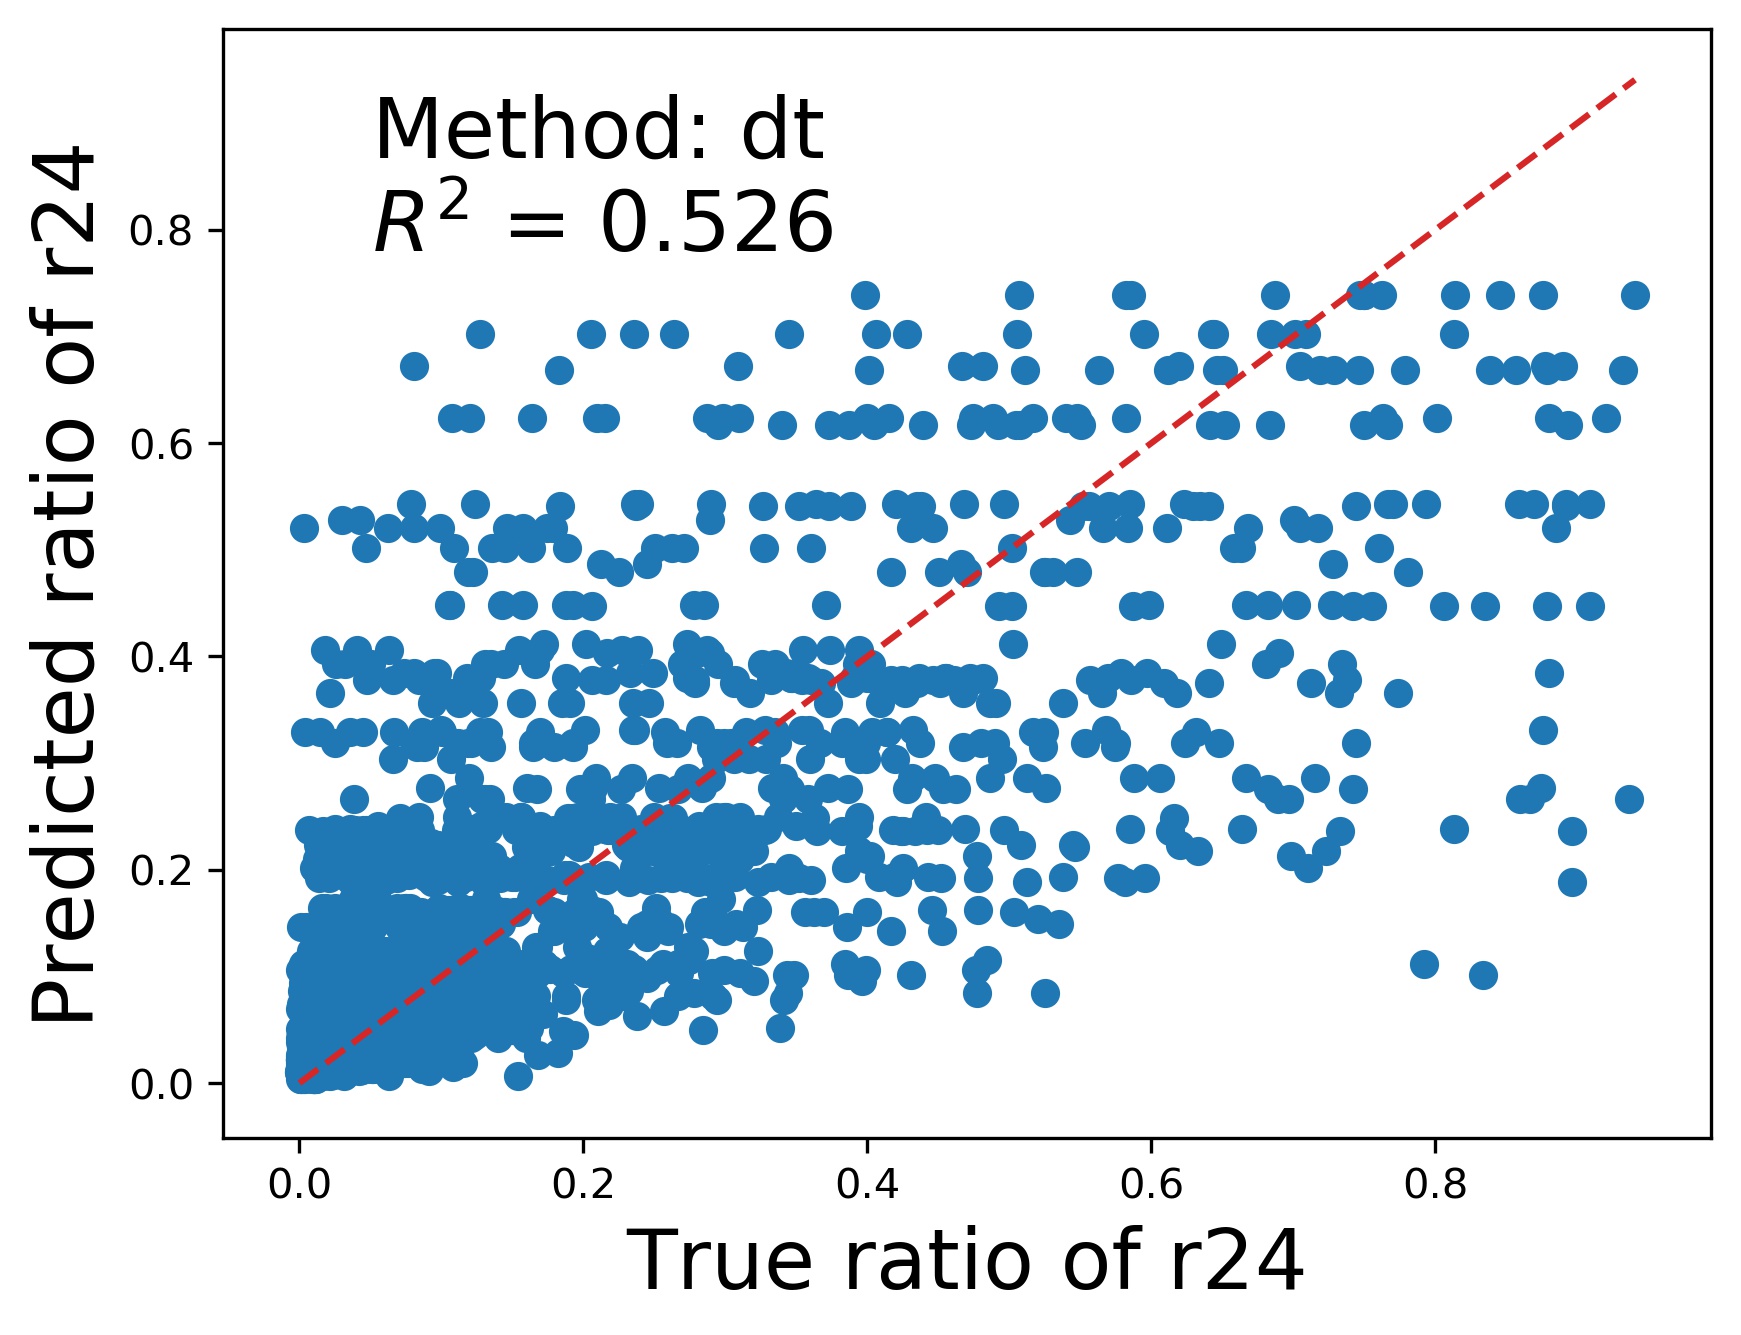 Method: dt
R² = 0.526
Predicted ratio of r24
0.8
0.6
0.4
0.2
0.0
0.0 0.2 0.4 0.6 0.8
True ratio of r24